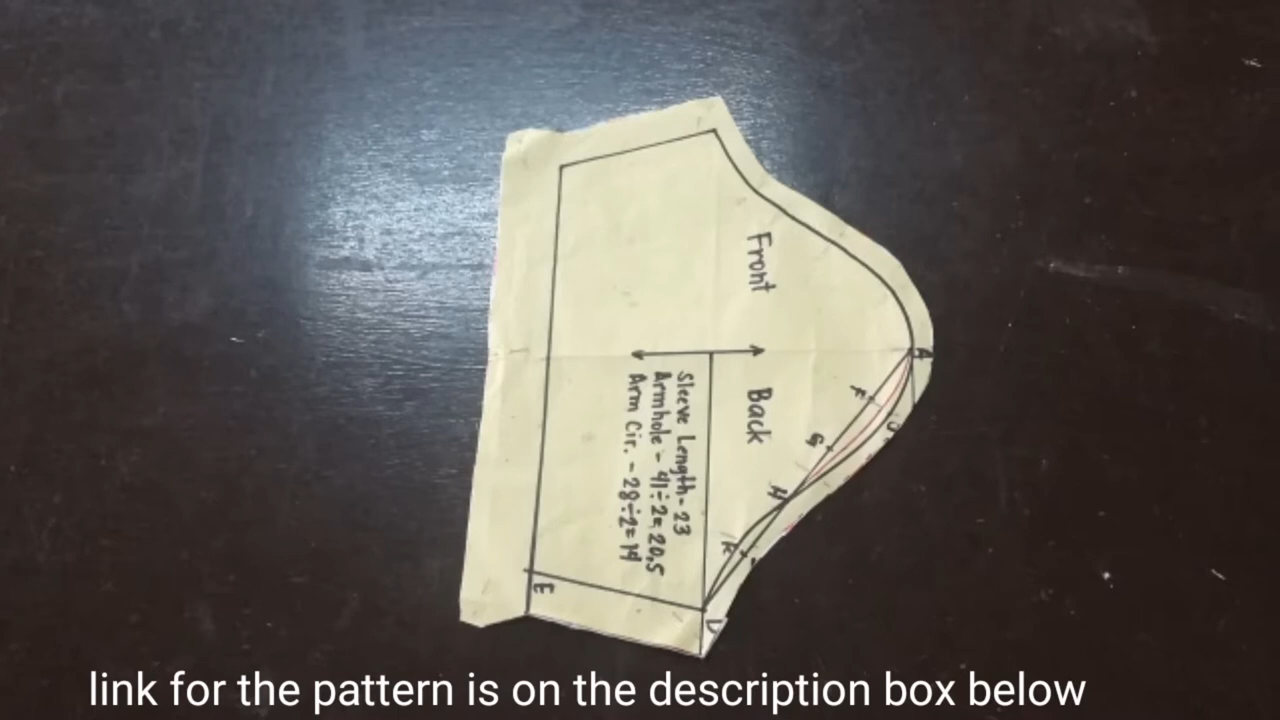 Front
Back
Sleeve Length - 23
Armhole - 41÷2= 20,5
Arm Cir. - 28÷2= 14
A
F
G
H
K
D
E
link for the pattern is on the description box below